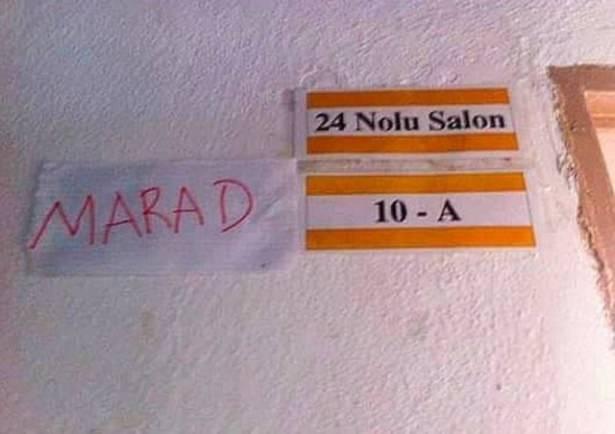 24 Nolu Salon
MARAD
10 - A